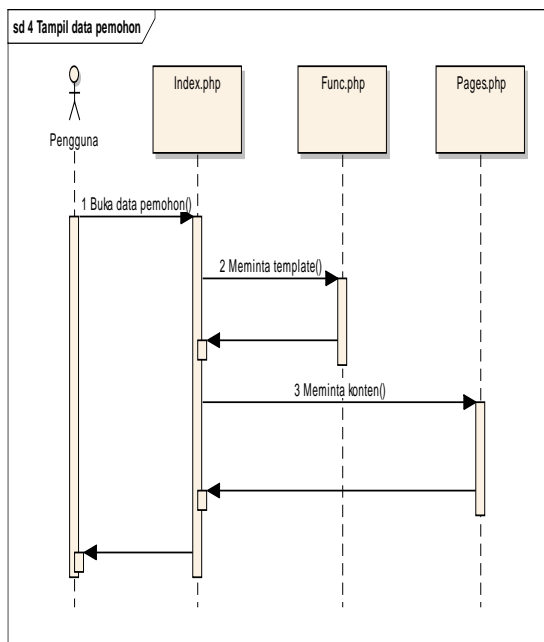 sd 4 Tampil data pemohon
Pengguna
Index.php
Func.php
Pages.php
1 Buka data pemohon()
2 Meminta template()
3 Meminta konten()